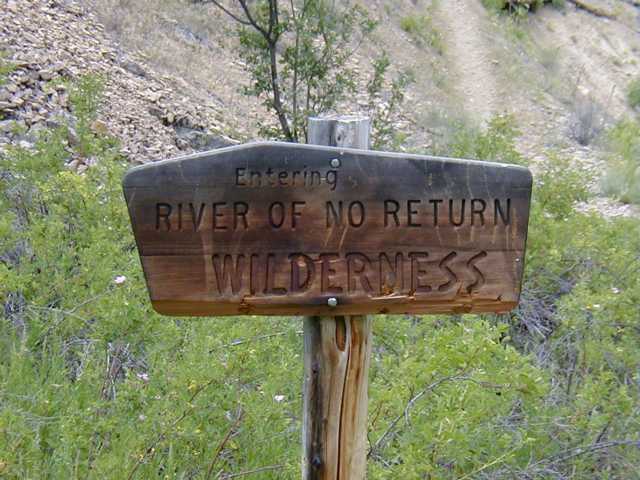 Entering
RIVER OF NO RETURN
WILDERNESS